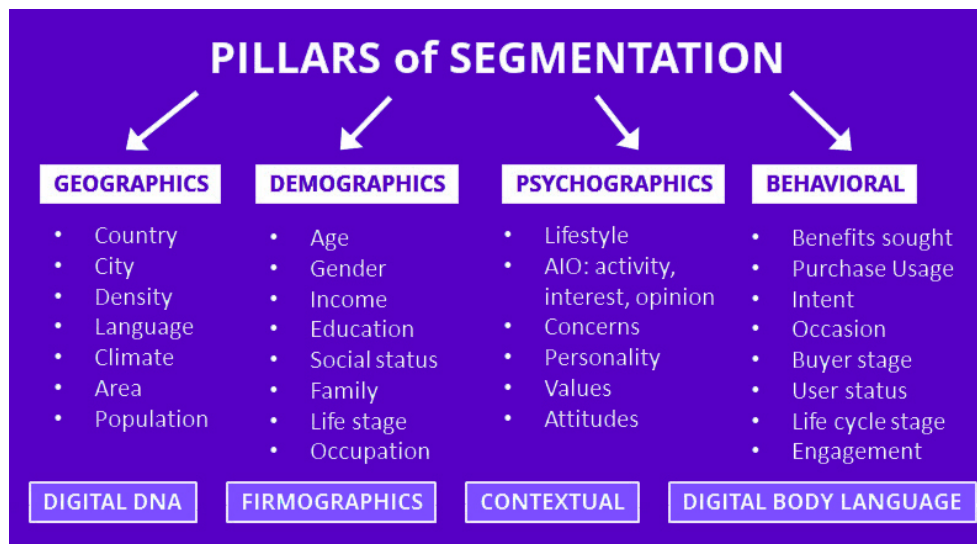 PILLARS of SEGMENTATION
GEOGRAPHICS
• Country
• City
• Density
• Language
• Climate
• Area
• Population
DEMOGRAPHICS
• Age
• Gender
• Income
• Education
• Social status
• Family
• Life stage
• Occupation
PSYCHOGRAPHICS
• Lifestyle
• AIO: activity,
interest, opinion
• Concerns
• Personality
• Values
• Attitudes
BEHAVIORAL
• Benefits sought
• Purchase Usage
• Intent
• Occasion
• Buyer stage
• User status
• Life cycle stage
• Engagement
DIGITAL DNA
FIRMOGRAPHICS
CONTEXTUAL
DIGITAL BODY LANGUAGE